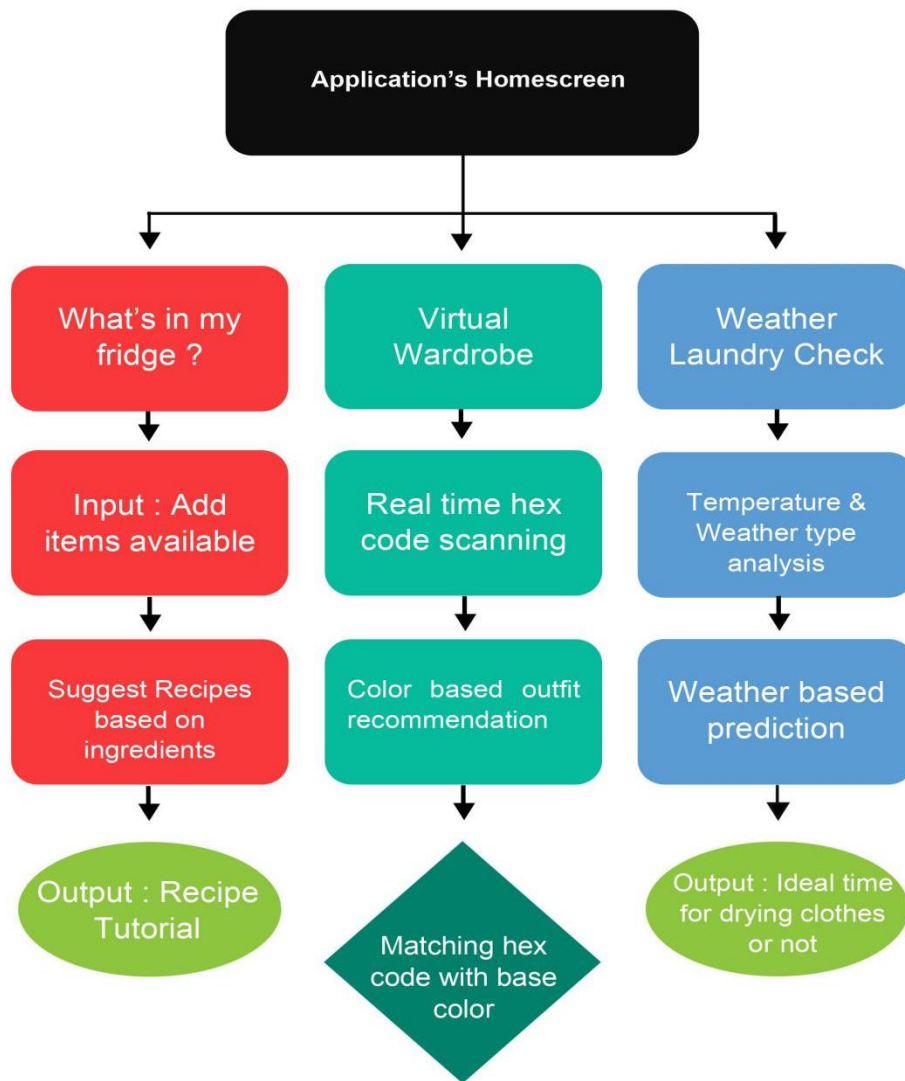 Application's Homescreen
What's in my
fridge ?
Virtual
Wardrobe
Weather
Laundry Check
Input : Add
items available
Real time hex
code scanning
Temperature &
Weather type
analysis
Suggest Recipes
based on
ingredients
Color based outfit
recommendation
Weather based
prediction
Output : Recipe
Tutorial
Matching hex
code with base
color
Output : Ideal time
for drying clothes
or not